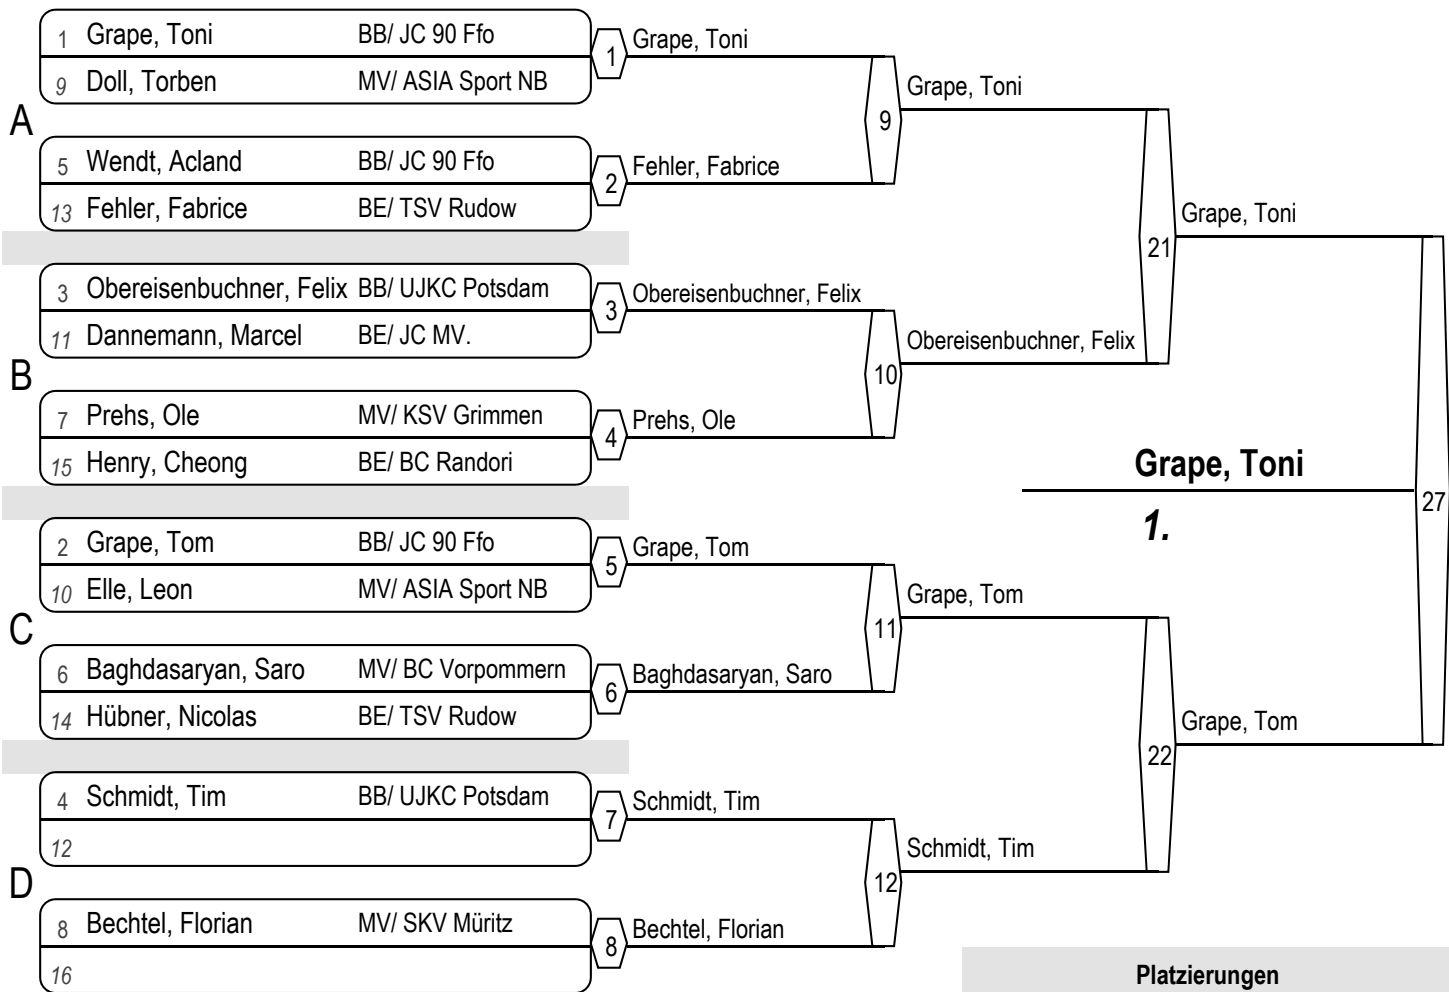 1 Grape, Toni BB/ JC 90 Ffo
9 Doll, Torben MV/ ASIA Sport NB
1
Grape, Toni
A
5 Wendt, Acland BB/ JC 90 Ffo
13 Fehler, Fabrice BE/ TSV Rudow
2
Fehler, Fabrice
9
Grape, Toni
3 Obereisenbuchner, Felix BB/ UJKC Potsdam
11 Dannemann, Marcel BE/ JC MV.
3
Obereisenbuchner, Felix
B
7 Prehs, Ole MV/ KSV Grimmen
15 Henry, Cheong BE/ BC Randori
4
Prehs, Ole
10
Obereisenbuchner, Felix
21
Grape, Toni
2 Grape, Tom BB/ JC 90 Ffo
10 Elle, Leon MV/ ASIA Sport NB
5
Grape, Tom
C
6 Baghdasaryan, Saro MV/ BC Vorpommern
14 Hübner, Nicolas BE/ TSV Rudow
6
Baghdasaryan, Saro
11
Grape, Tom
4 Schmidt, Tim BB/ UJKC Potsdam
12
7
Schmidt, Tim
D
8 Bechtel, Florian MV/ SKV Müritz
16
8
Bechtel, Florian
12
Schmidt, Tim
22
Grape, Tom
27
Grape, Toni
1.
Platzierungen